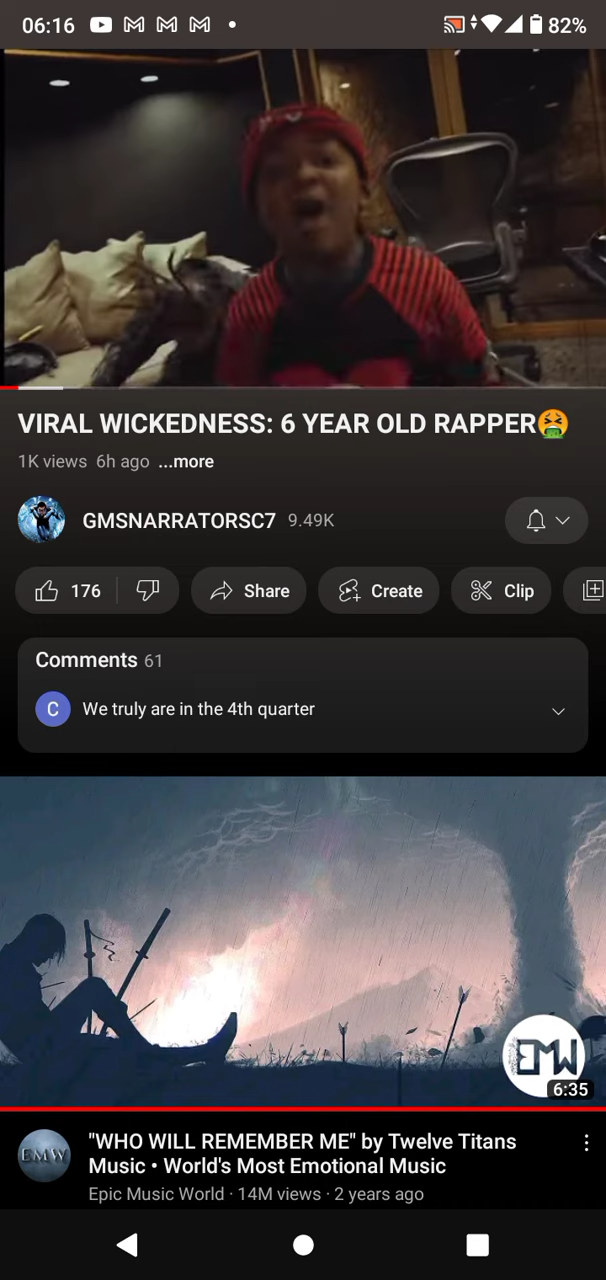 06:16
82%
VIRAL WICKEDNESS: 6 YEAR OLD RAPPER🤮
1K views 6h ago ...more
GMSNARRATORSC7 9.49K
176
Share
Create
Clip
Comments 61
C
We truly are in the 4th quarter
EMW
6:35
EMW
"WHO WILL REMEMBER ME" by Twelve Titans
Music • World's Most Emotional Music
Epic Music World · 14M views · 2 years ago